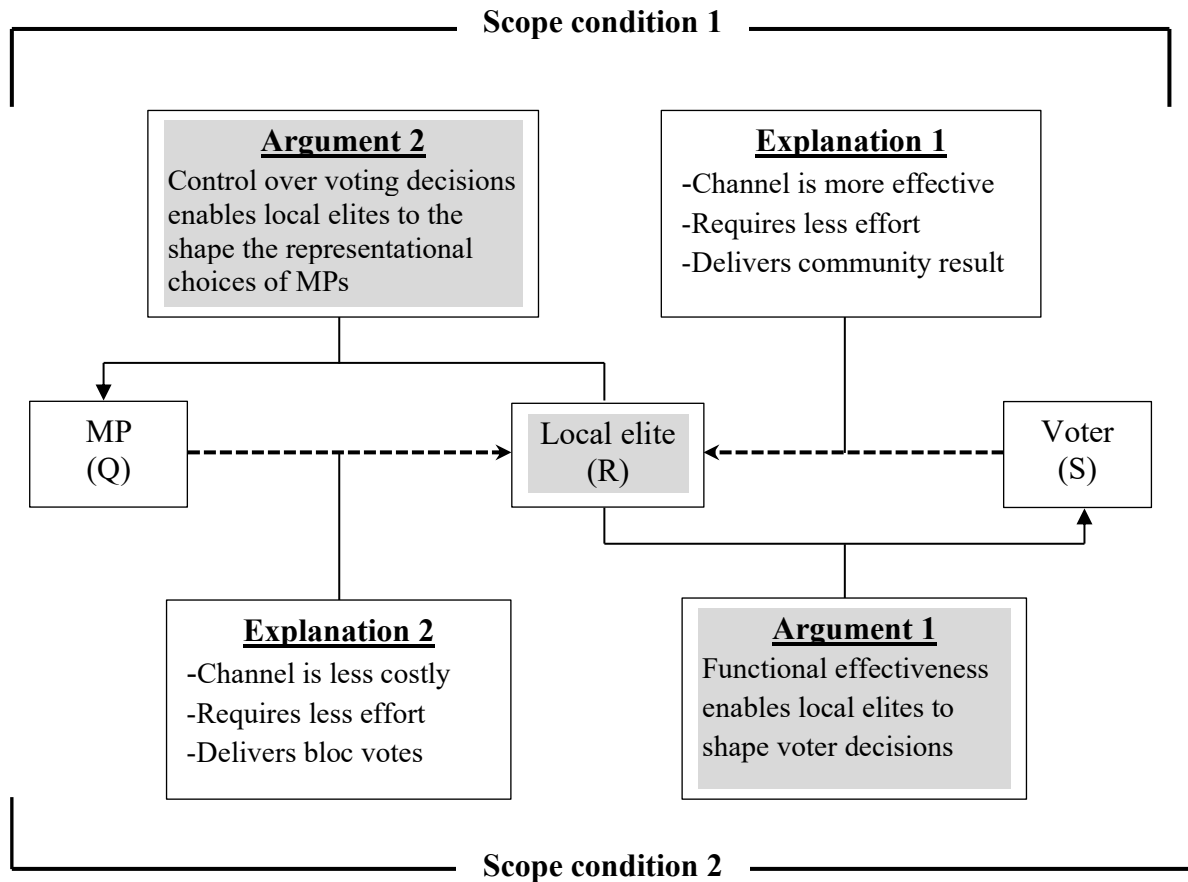 Scope condition 1
Argument 2
Control over voting decisions
enables local elites to the
shape the representational
choices of MPs
Explanation 1
-Channel is more effective
-Requires less effort
-Delivers community result
MP
(Q)
Local elite
(R)
Voter
(S)
Explanation 2
-Channel is less costly
-Requires less effort
-Delivers bloc votes
Argument 1
Functional effectiveness
enables local elites to
shape voter decisions
Scope condition 2